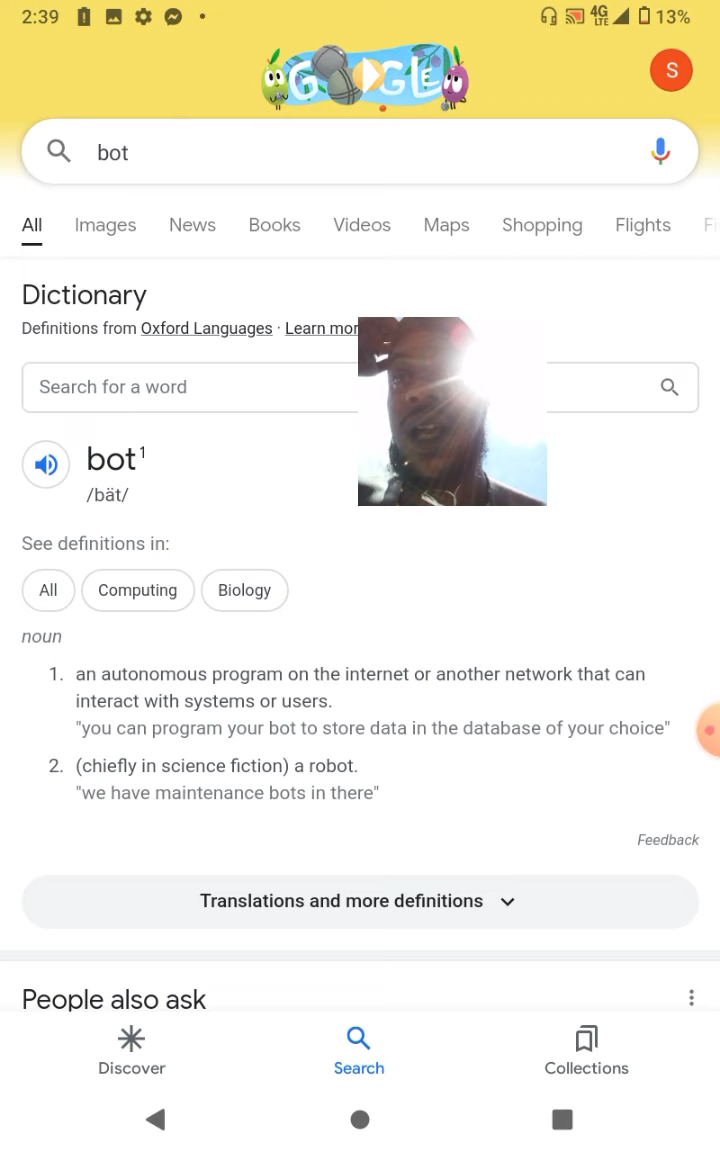 2:39 4G LTE 13%
GOOGLE
S
bot
All Images News Books Videos Maps Shopping Flights
Dictionary
Definitions from Oxford Languages · Learn mor
Search for a word
bot¹
/bät/
See definitions in:
All Computing Biology
noun
1. an autonomous program on the internet or another network that can
interact with systems or users.
"you can program your bot to store data in the database of your choice"
2. (chiefly in science fiction) a robot.
"we have maintenance bots in there"
Feedback
Translations and more definitions
People also ask
Discover Search Collections